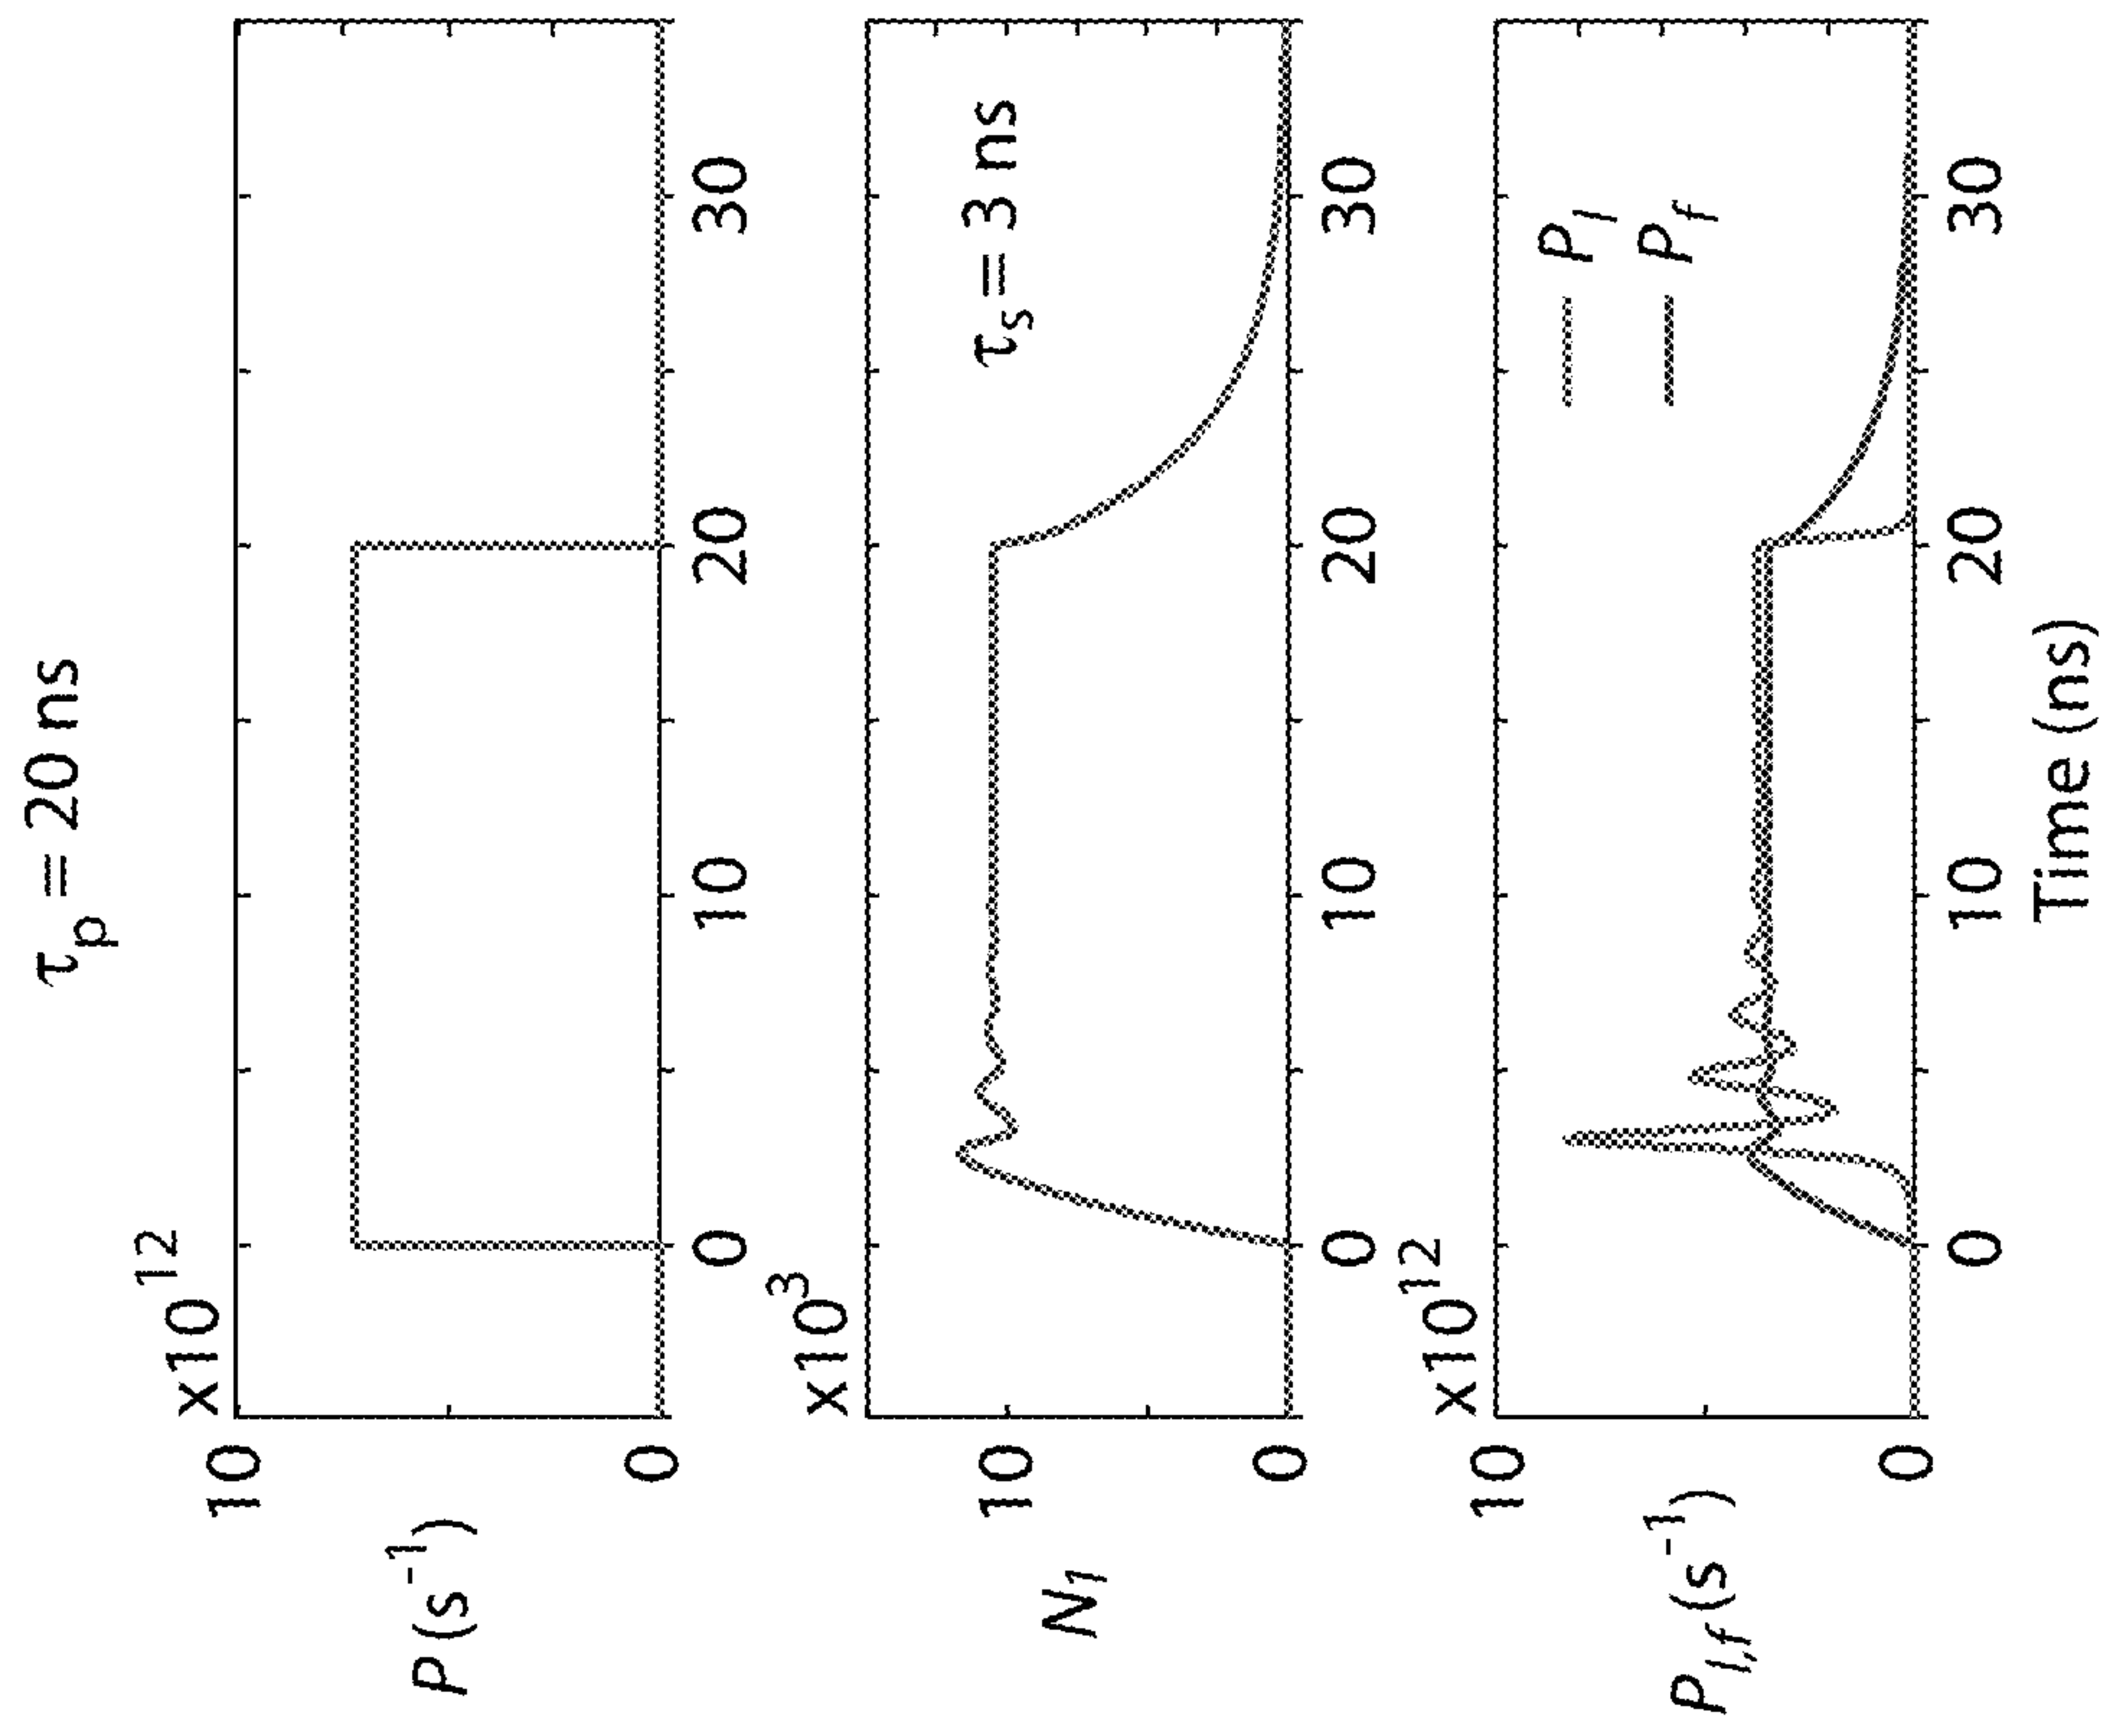 τp = 20 ns
x10^12
10
0
P (s^-1)
0
10
20
30
x10^3
10
0
N1
τs = 3 ns
0
10
20
30
x10^12
10
0
Pl,f (s^-1)
Pl
Pf
0
10
20
30
Time (ns)